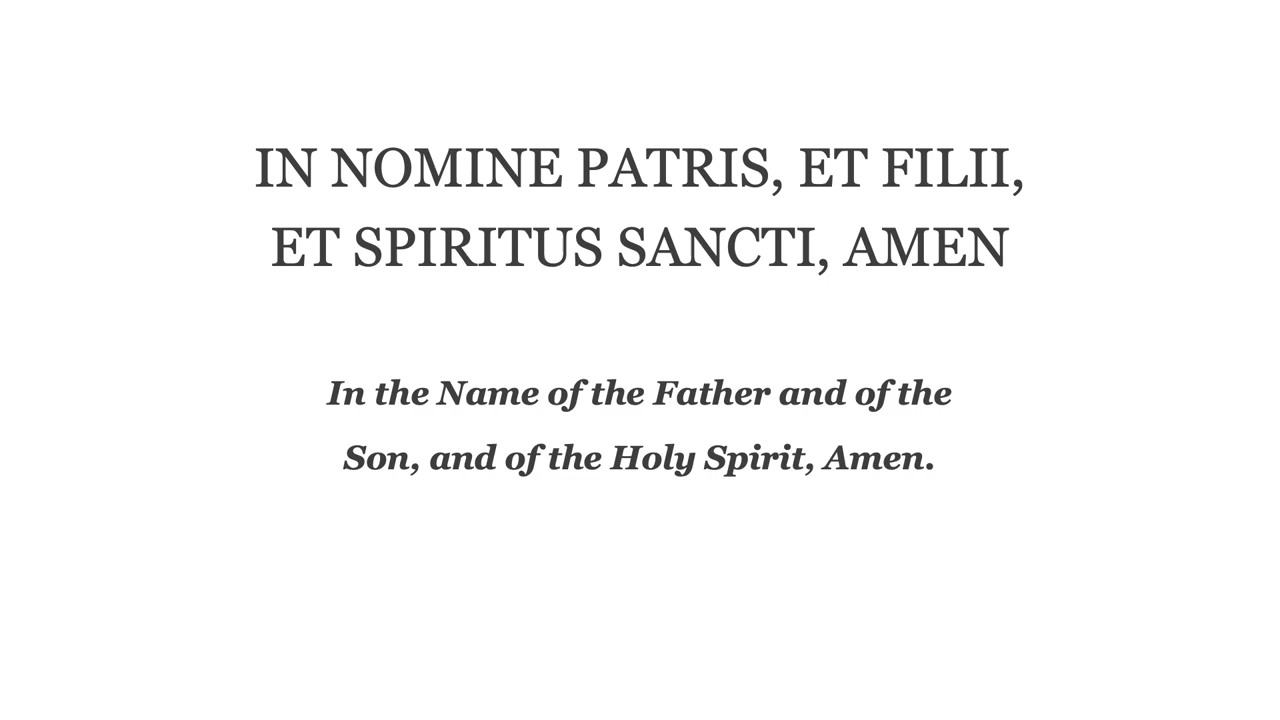 IN NOMINE PATRIS, ET FILII,
ET SPIRITUS SANCTI, AMEN
In the Name of the Father and of the
Son, and of the Holy Spirit, Amen.